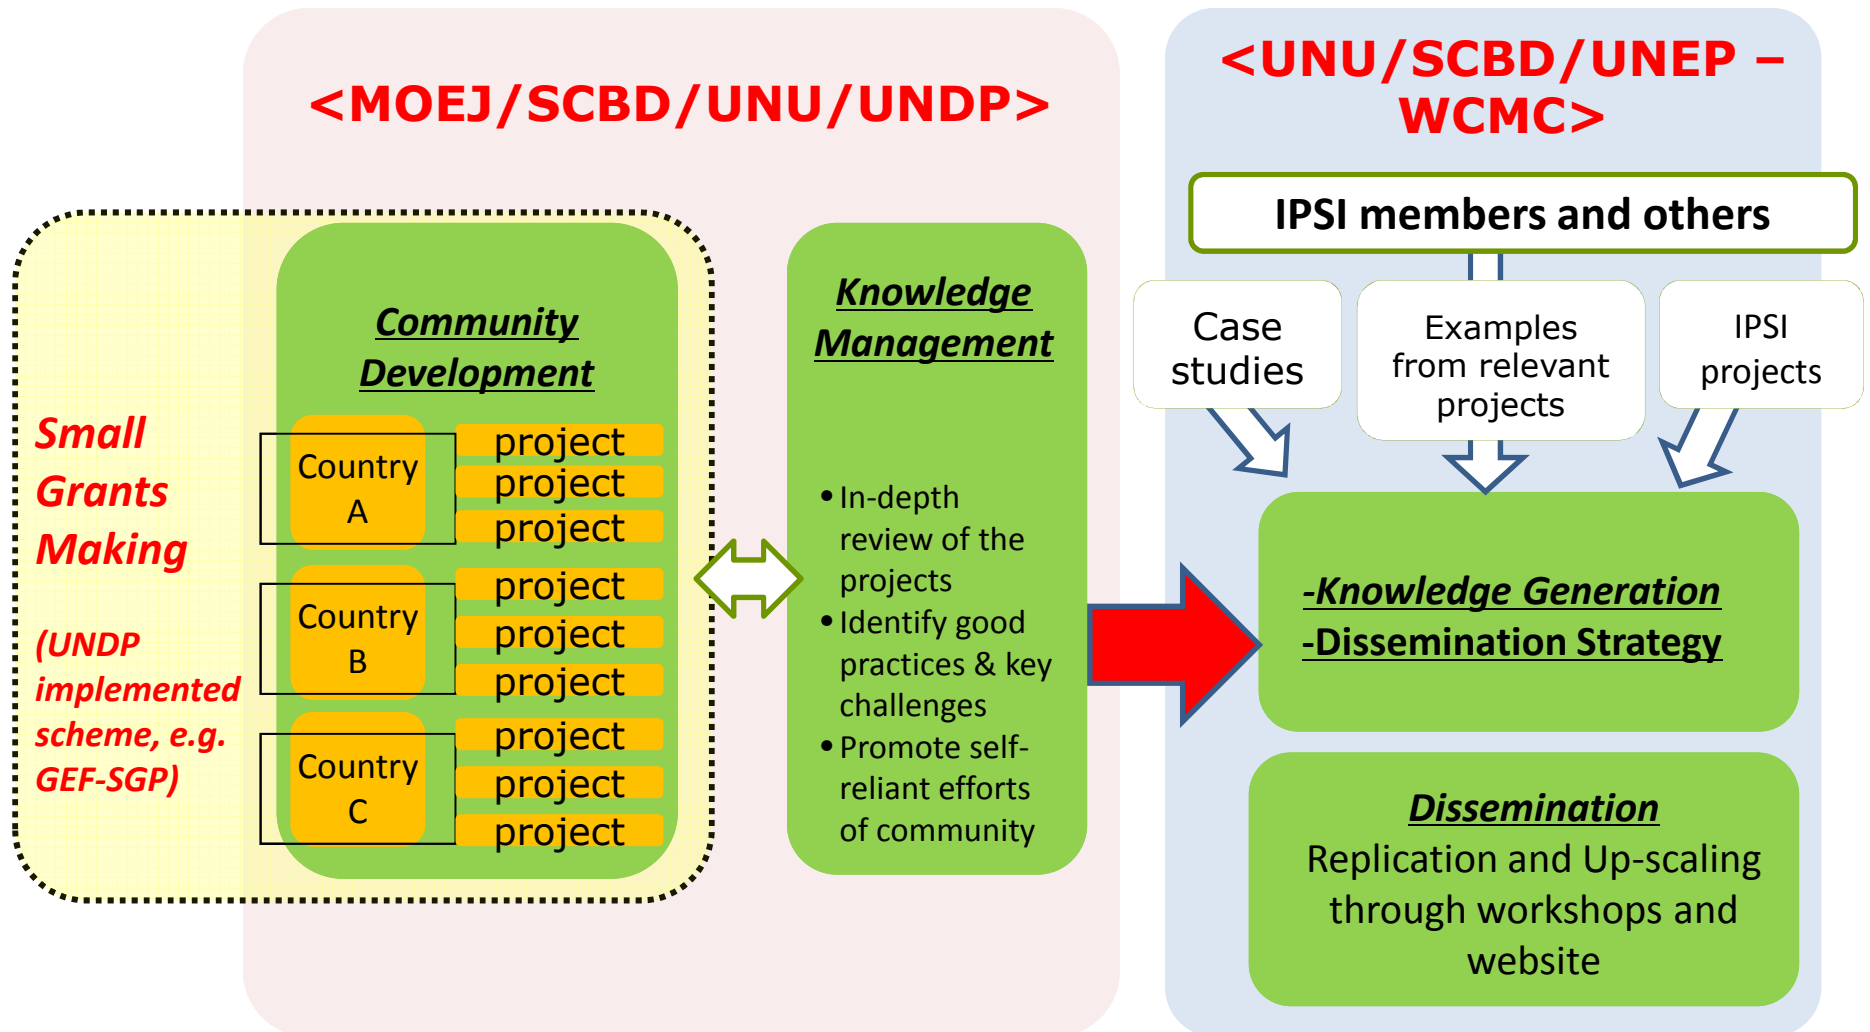 <MOEJ/SCBD/UNU/UNDP>
Small
Grants
Making
(UNDP
implemented
scheme, e.g.
GEF-SGP)
Community
Development
Country
A
project
project
project
Country
B
project
project
project
Country
C
project
project
project
Knowledge
Management
• In-depth
review of the
projects
• Identify good
practices & key
challenges
• Promote self-
reliant efforts
of community
<UNU/SCBD/UNEP –
WCMC>
IPSI members and others
Case
studies
Examples
from relevant
projects
IPSI
projects
-Knowledge Generation
-Dissemination Strategy
Dissemination
Replication and Up-scaling
through workshops and
website